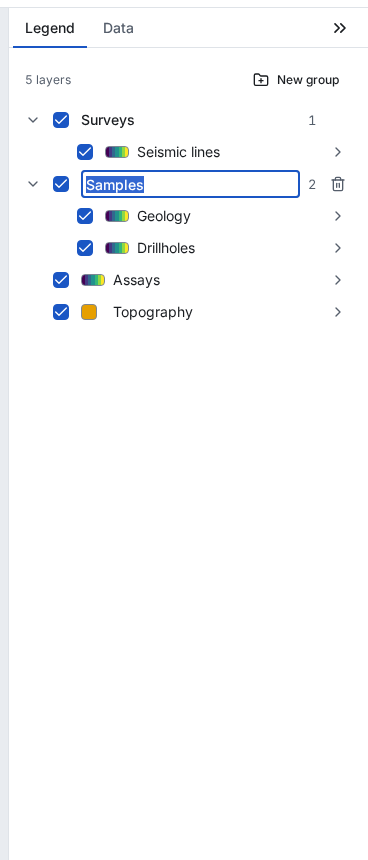 Legend Data
5 layers New group
Surveys 1
Seismic lines
Samples 2
Geology
Drillholes
Assays
Topography